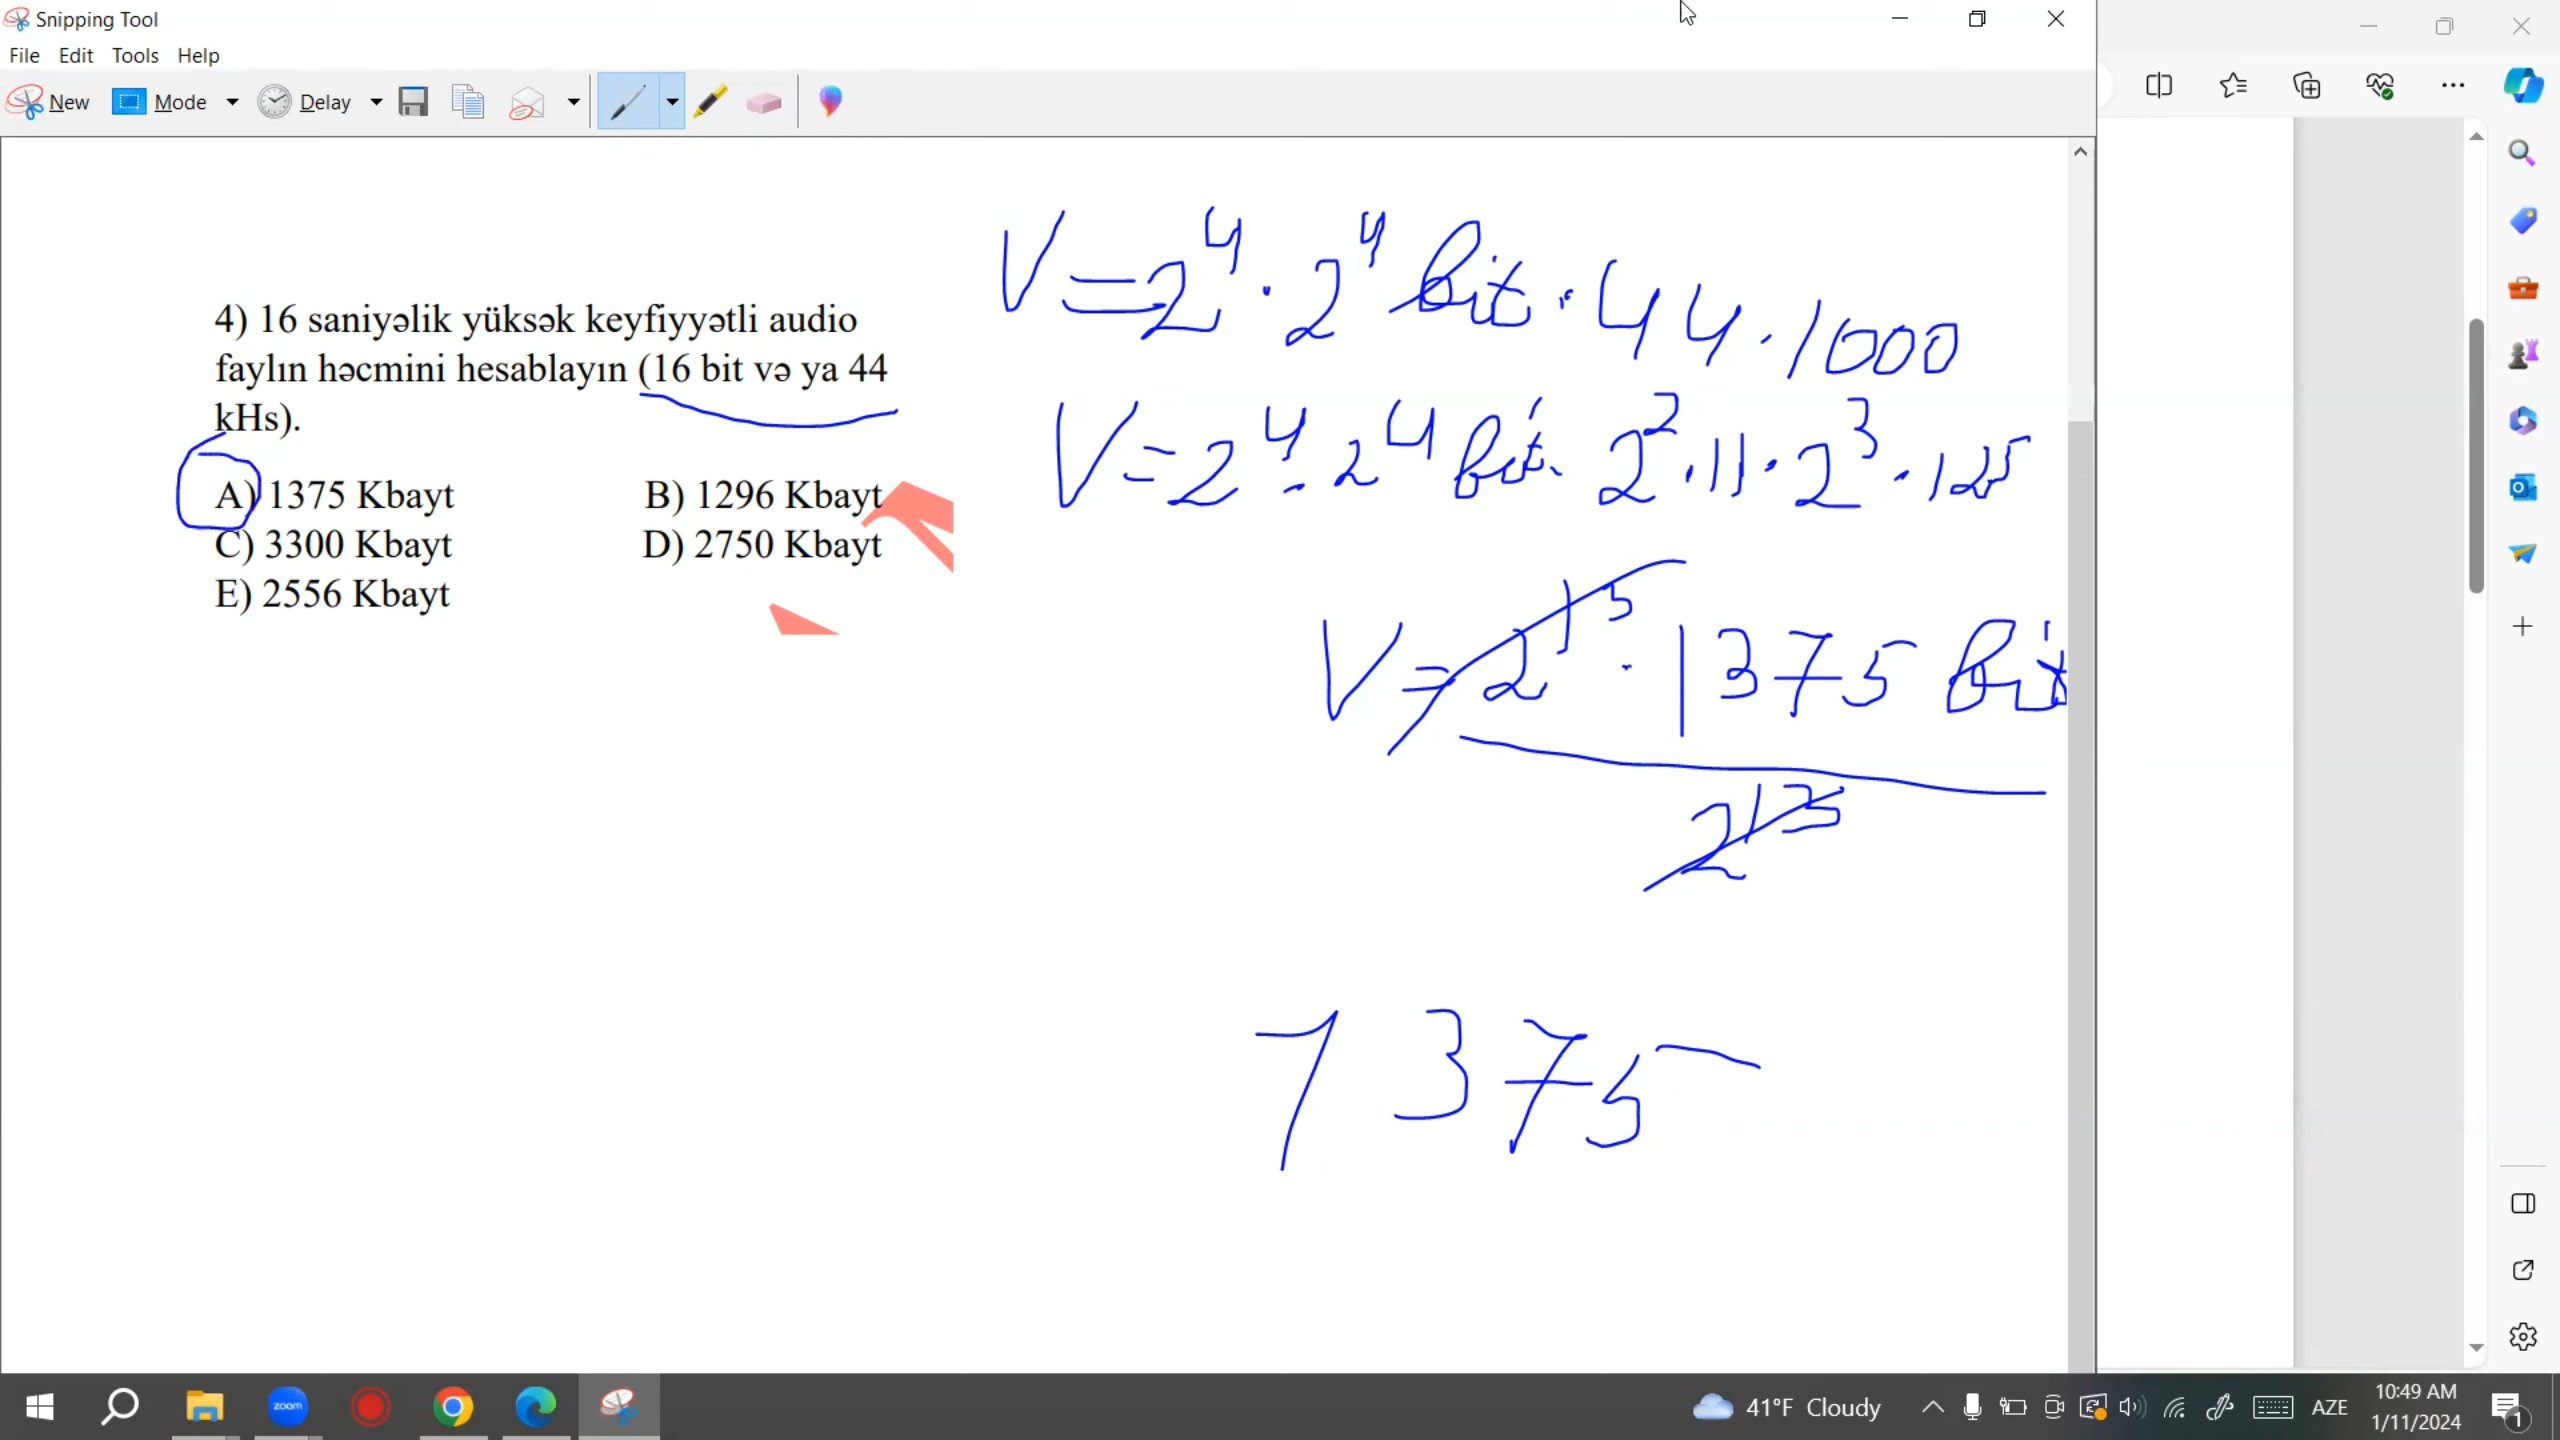 Snipping Tool
File Edit Tools Help
New Mode Delay
4) 16 saniyəlik yüksək keyfiyyətli audio
faylın həcmini hesablayın (16 bit və ya 44
kHs).
A) 1375 Kbayt B) 1296 Kbayt
C) 3300 Kbayt D) 2750 Kbayt
E) 2556 Kbayt
V=2⁴·2⁴ bit·44·1000
V=2⁴·2⁴ bit·2²·11·2³·125
V=2¹³·1375 bit
2¹³
1375
zoom
41°F Cloudy
AZE
10:49 AM
1/11/2024
1